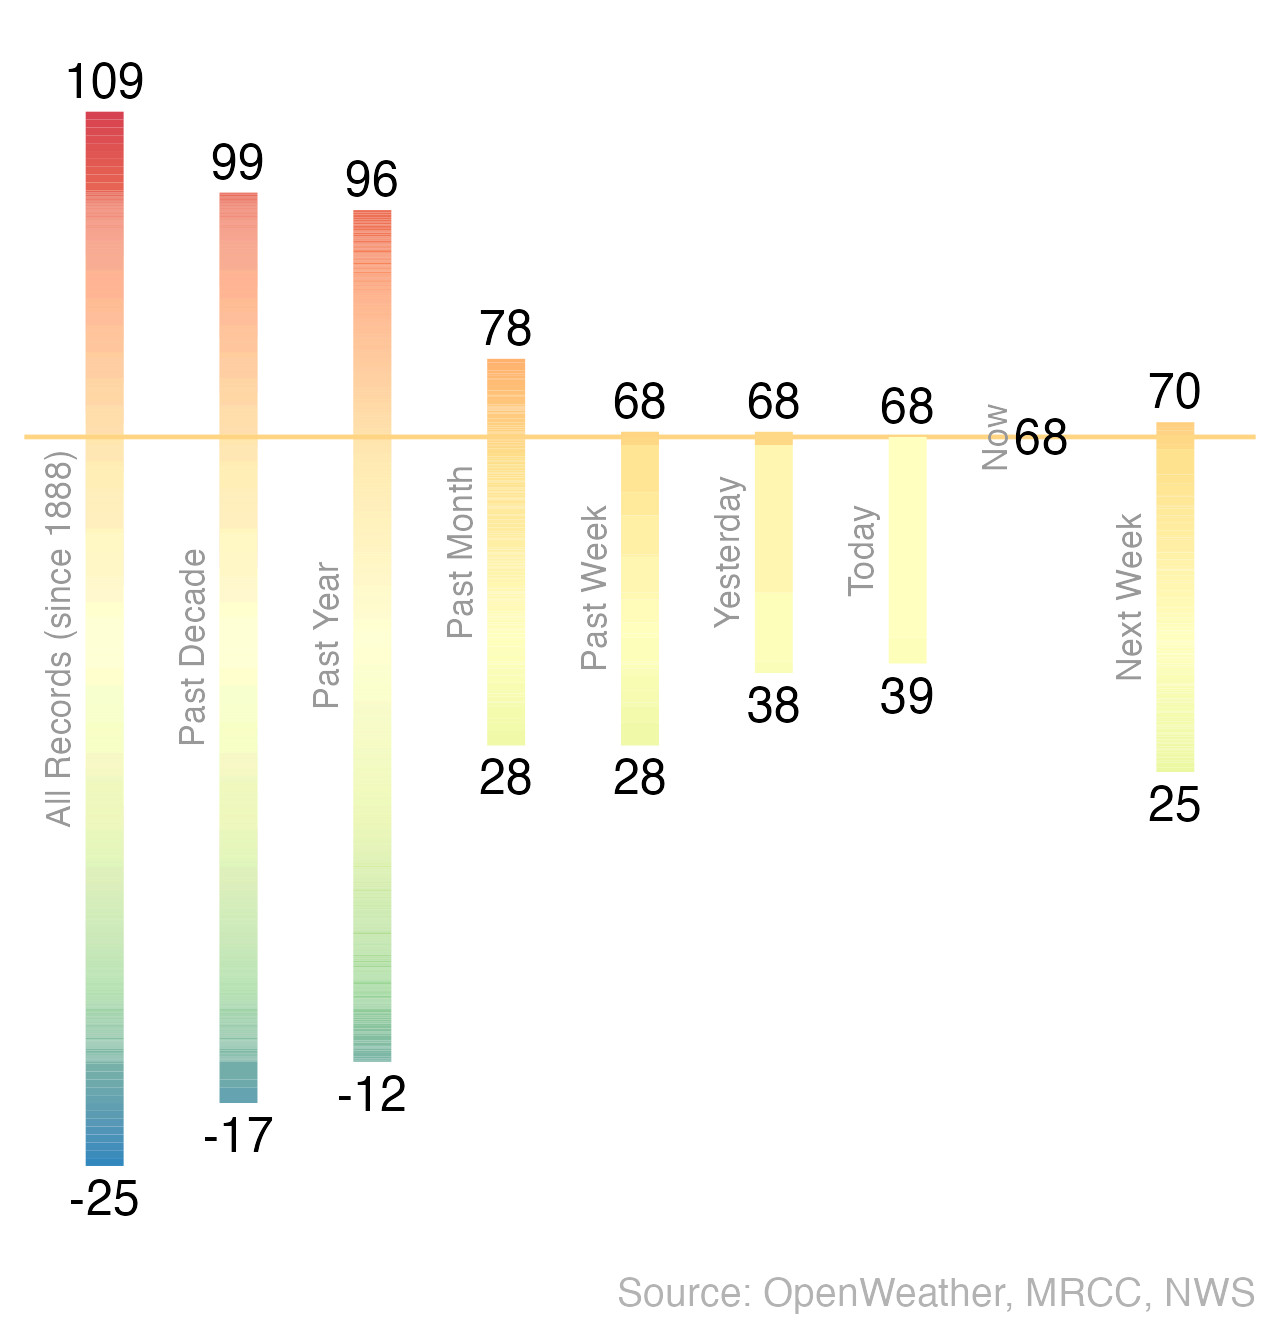 109
99
96
78
68
68
68
Now
68
70
All Records (since 1888)
Past Decade
Past Year
Past Month
Past Week
Yesterday
Today
Next Week
28
28
38
39
25
-12
-17
-25
Source: OpenWeather, MRCC, NWS